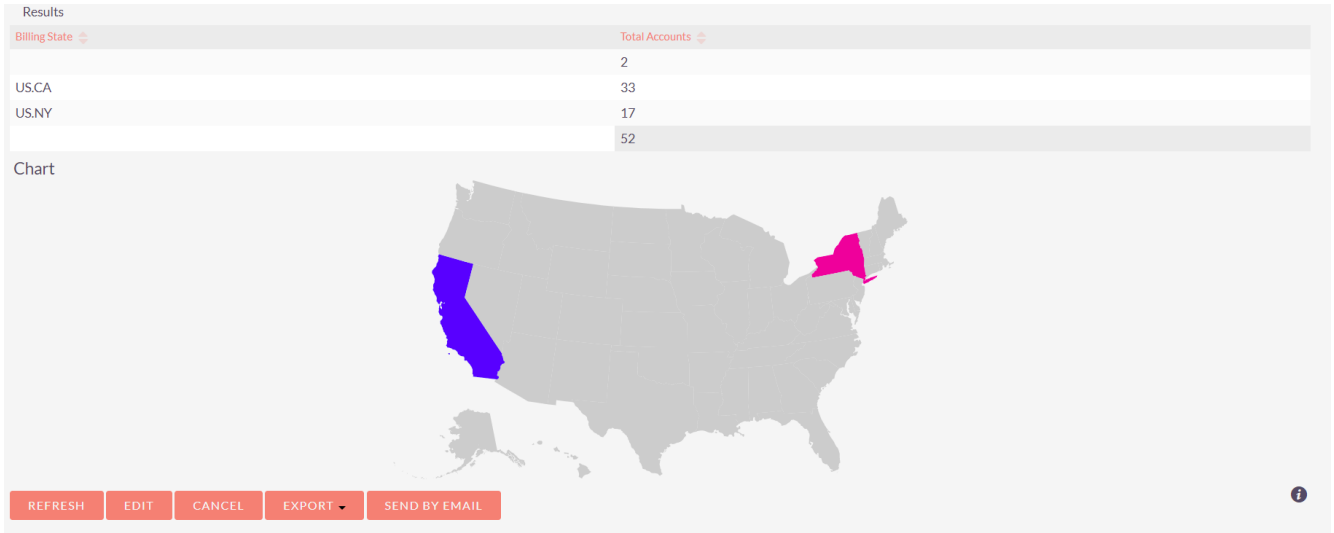 Results
Billing State Total Accounts
2
US.CA 33
US.NY 17
52
Chart
REFRESH EDIT CANCEL EXPORT SEND BY EMAIL i